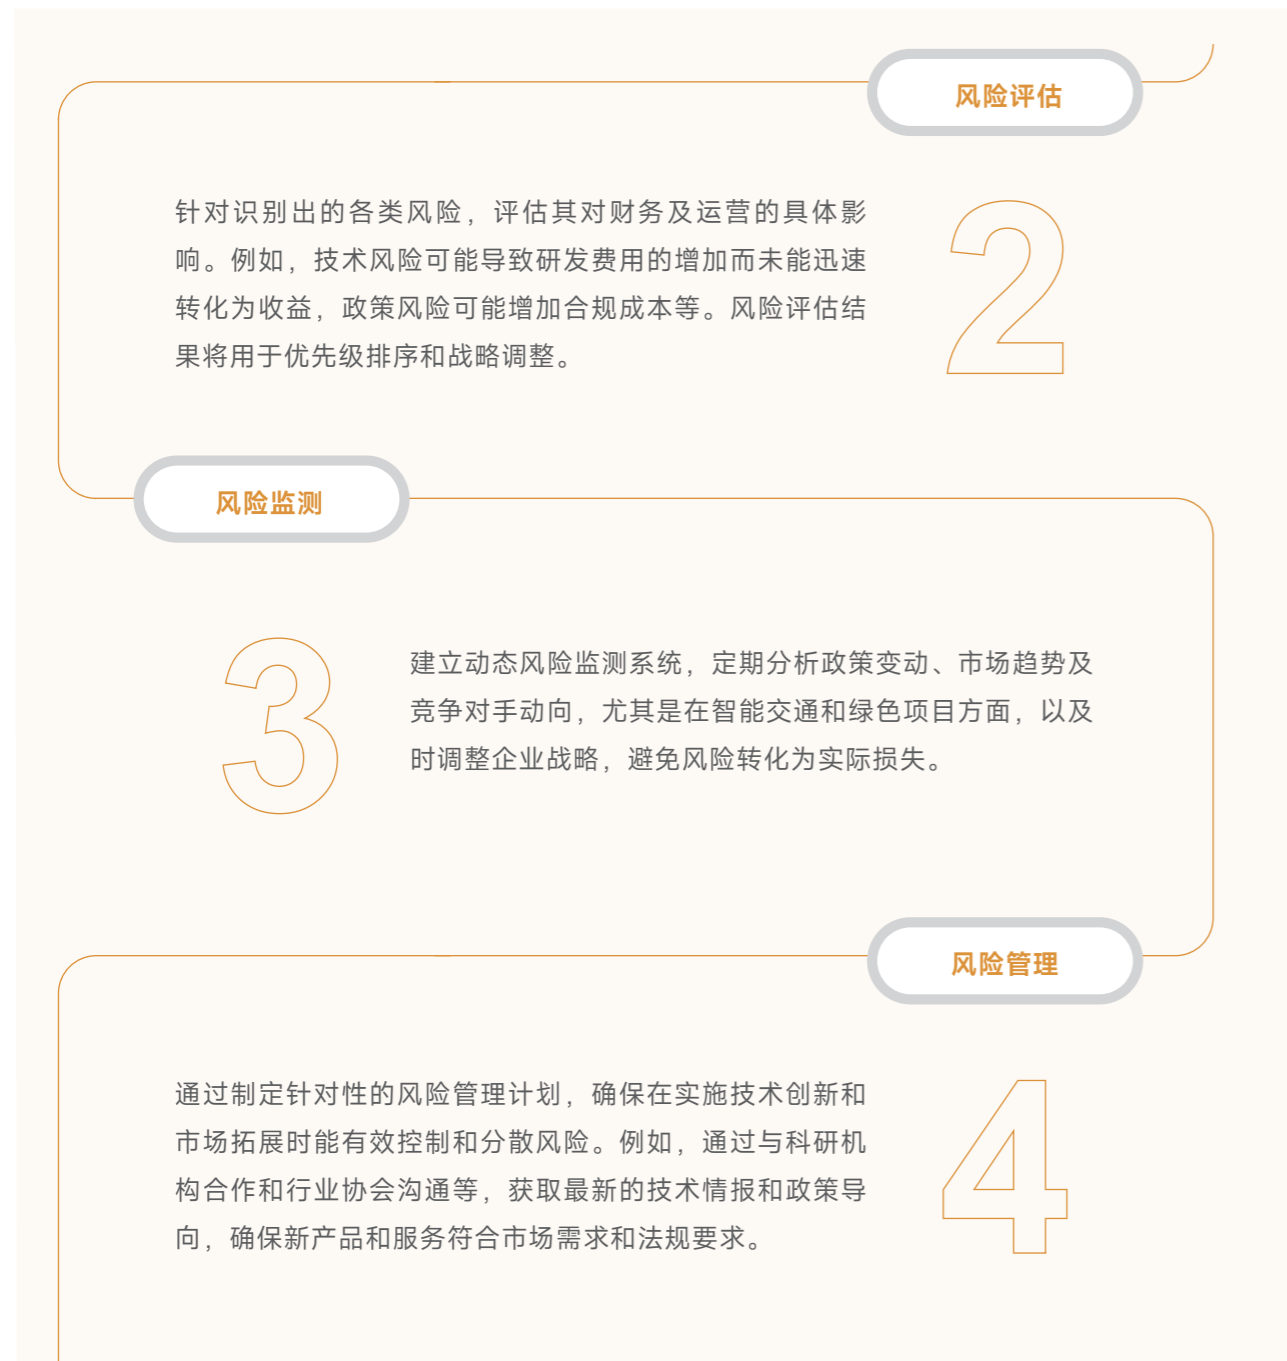 风险评估
针对识别出的各类风险，评估其对财务及运营的具体影
响。例如，技术风险可能导致研发费用的增加而未能迅速
转化为收益，政策风险可能增加合规成本等。风险评估结
果将用于优先级排序和战略调整。
2
风险监测
3
建立动态风险监测系统，定期分析政策变动、市场趋势及
竞争对手动向，尤其是在智能交通和绿色项目方面，以及
时调整企业战略，避免风险转化为实际损失。
风险管理
通过制定针对性的风险管理计划，确保在实施技术创新和
市场拓展时能有效控制和分散风险。例如，通过与科研机
构合作和行业协会沟通等，获取最新的技术情报和政策导
向，确保新产品和服务符合市场需求和法规要求。
4